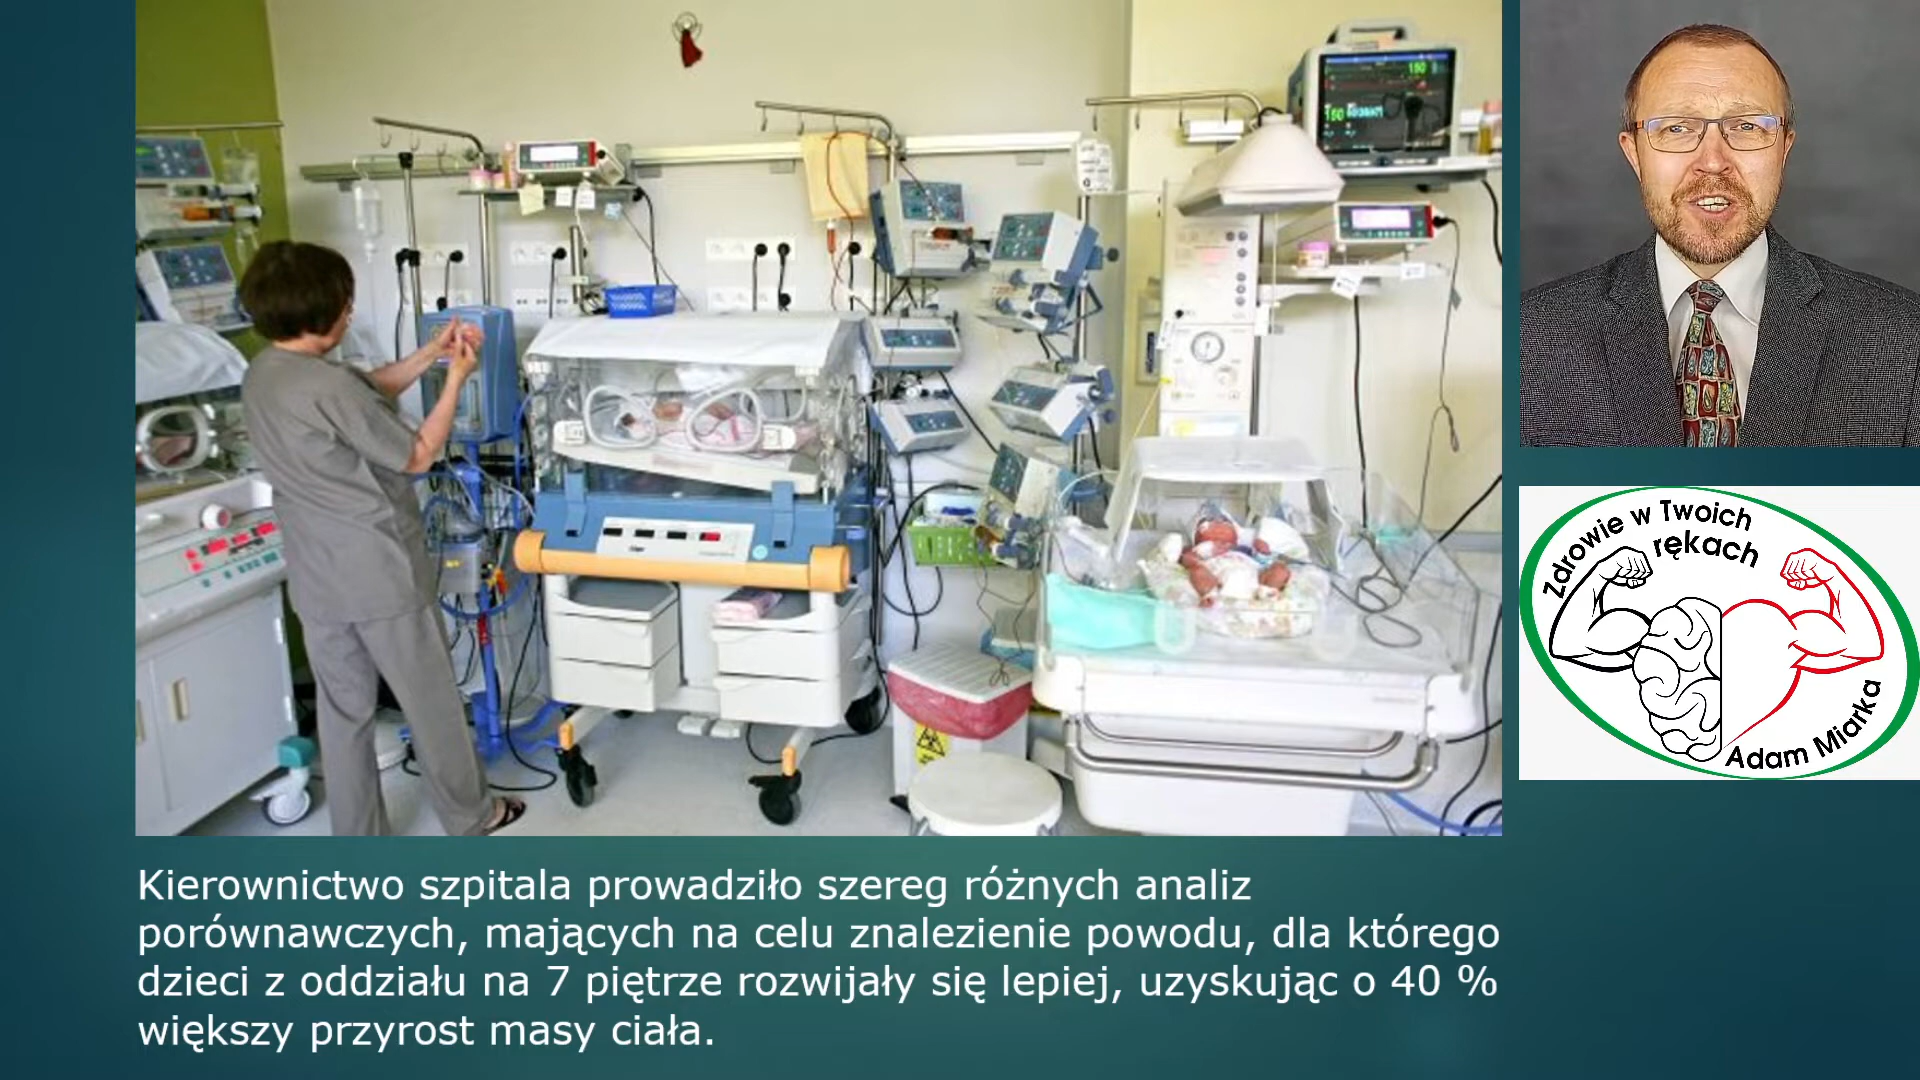 Zdrowie w Twoich
rękach
Adam Miarka
Kierownictwo szpitala prowadziło szereg różnych analiz
porównawczych, mających na celu znalezienie powodu, dla którego
dzieci z oddziału na 7 piętrze rozwijały się lepiej, uzyskując o 40 %
większy przyrost masy ciała.